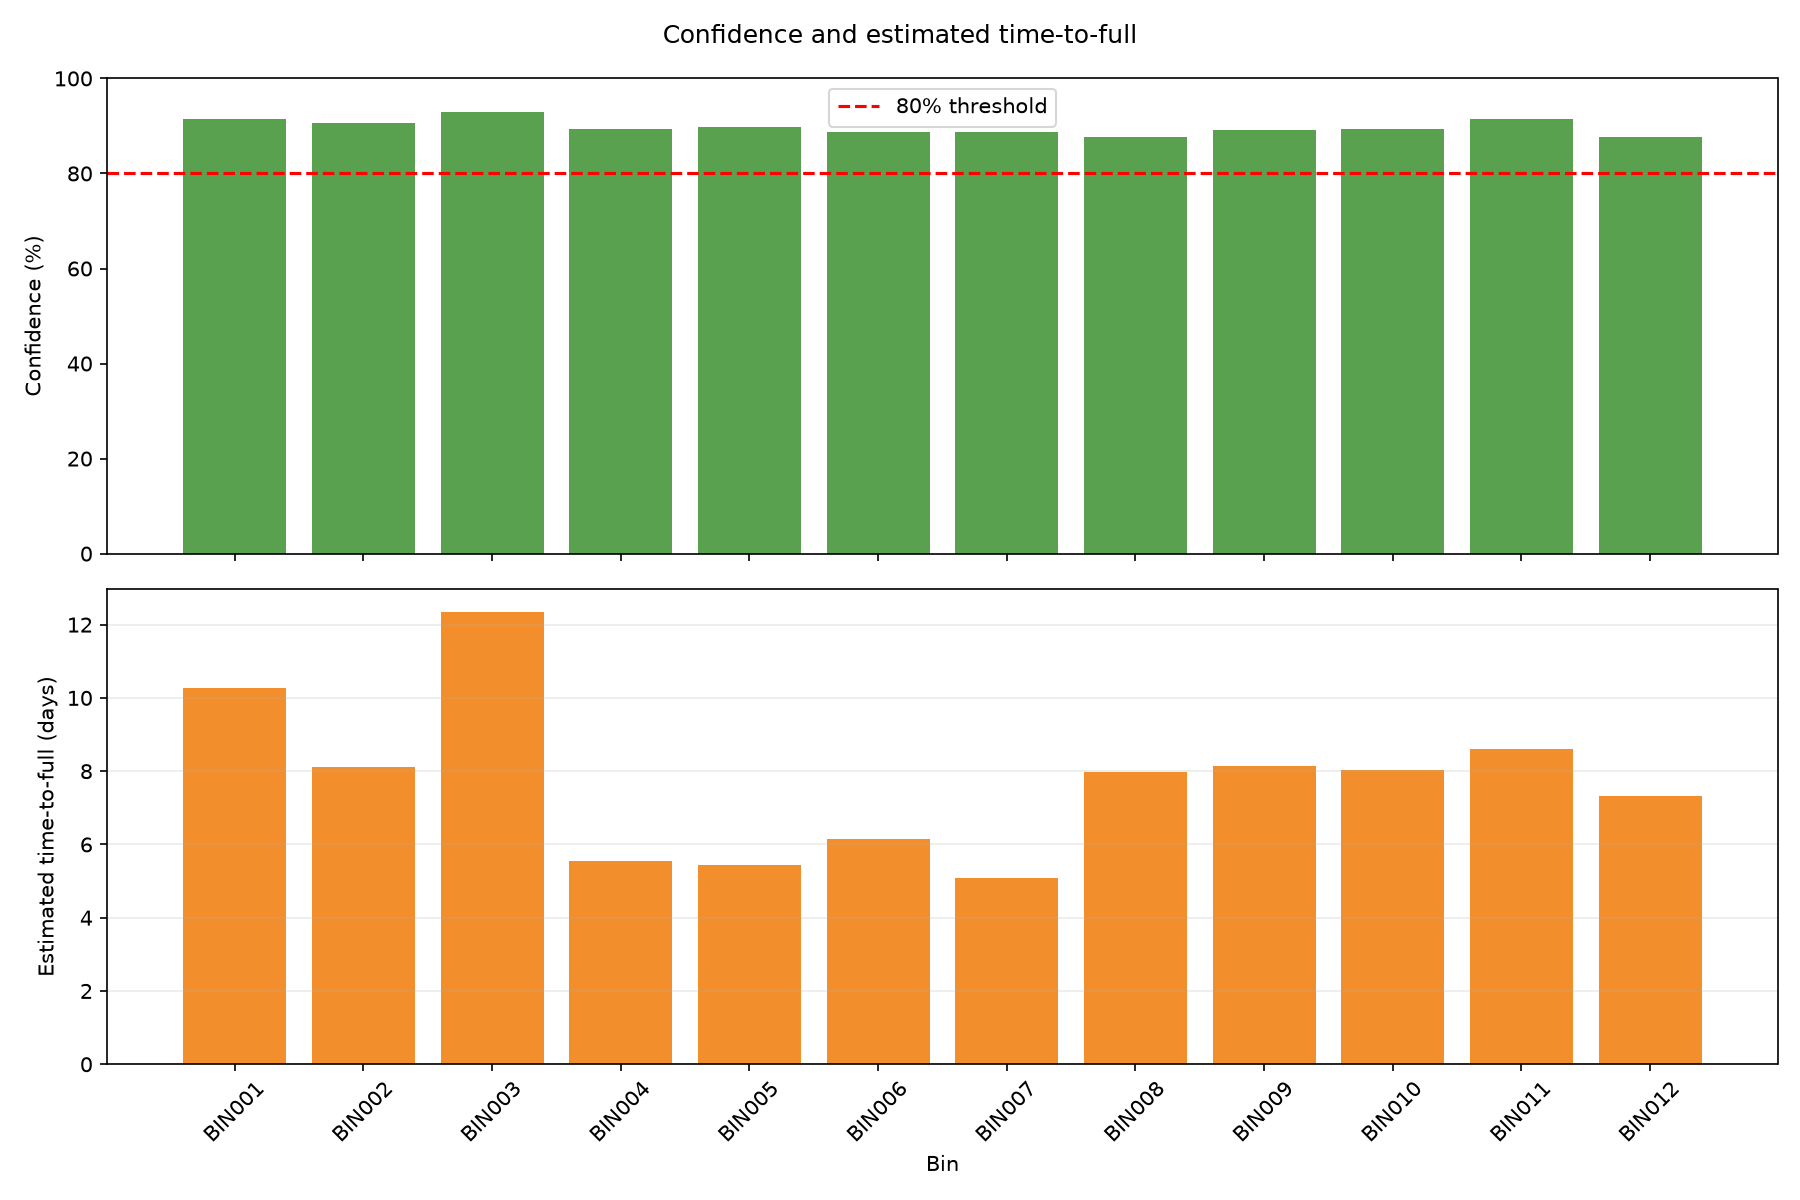 Confidence and estimated time-to-full
100
80
60
40
20
0
Confidence (%)
80% threshold
12
10
8
6
4
2
0
Estimated time-to-full (days)
BIN001
BIN002
BIN003
BIN004
BIN005
BIN006
BIN007
BIN008
BIN009
BIN010
BIN011
BIN012
Bin